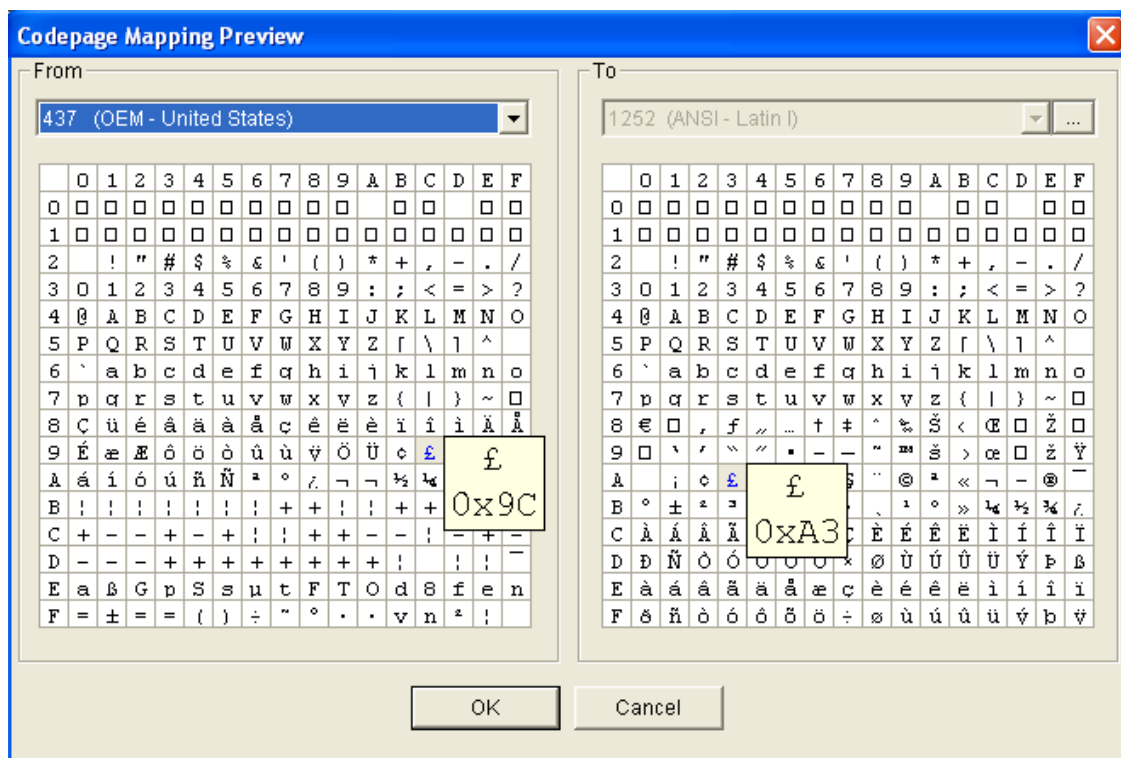 Codepage Mapping Preview
From
437 (OEM - United States)
0 1 2 3 4 5 6 7 8 9 A B C D E F
0 □ □ □ □ □ □ □ □ □ □ □ □ □ □
1 □ □ □ □ □ □ □ □ □ □ □ □ □ □ □ □
2 ! " # $ % & ' ( ) * + , - . /
3 0 1 2 3 4 5 6 7 8 9 : ; < = > ?
4 @ A B C D E F G H I J K L M N O
5 P Q R S T U V W X Y Z [ \ ] ^
6 ` a b c d e f g h i j k l m n o
7 p q r s t u v w x y z { | } ~ □
8 Ç ü é â ä à å ç ê ë è ï î ì Ä Å
9 É æ Æ ô ö ò û ù ÿ Ö Ü ¢ £
A á í ó ú ñ Ñ ª º ¿ ¬ ¬ ½ ¼
B ¦ ¦ ¦ ¦ ¦ ¦ ¦ + + ¦ ¦ + +
C + - - + - + ¦ ¦ + + - - ¦ - + -
D - - - + + + + + + + + ¦ ¦ ¦ ¯
E a ß G p S s µ t F T O d 8 f e n
F = ± = = ( ) ÷ ˜ ° · · v n ² ¦
£
0x9C
To
1252 (ANSI - Latin I)
...
0 1 2 3 4 5 6 7 8 9 A B C D E F
0 □ □ □ □ □ □ □ □ □ □ □ □ □ □
1 □ □ □ □ □ □ □ □ □ □ □ □ □ □ □ □
2 ! " # $ % & ' ( ) * + , - . /
3 0 1 2 3 4 5 6 7 8 9 : ; < = > ?
4 @ A B C D E F G H I J K L M N O
5 P Q R S T U V W X Y Z [ \ ] ^
6 ` a b c d e f g h i j k l m n o
7 p q r s t u v w x y z { | } ~ □
8 € □ ‚ ƒ „ … † ‡ ˆ ‰ Š ‹ Œ □ Ž □
9 □ ‘ ’ “ ” • – — ˜ ™ š › œ □ ž Ÿ
A ¡ ¢ £ § ¨ © ª « ¬ - ® ¯
B ° ± ² ³ · ¸ ¹ º » ¼ ½ ¾ ¿
C À Á Â Ã Ç È É Ê Ë Ì Í Î Ï
D Ð Ñ Ò Ó Ô Õ Ö × Ø Ù Ú Û Ü Ý Þ ß
E à á â ã ä å æ ç è é ê ë ì í î ï
F ð ñ ò ó ô õ ö ÷ ø ù ú û ü ý þ ÿ
£
0xA3
OK
Cancel